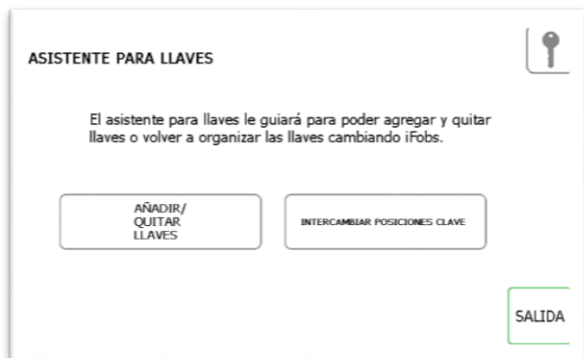 ASISTENTE PARA LLAVES
El asistente para llaves le guiará para poder agregar y quitar
llaves o volver a organizar las llaves cambiando iFobs.
AÑADIR/
QUITAR
LLAVES
INTERCAMBIAR POSICIONES CLAVE
SALIDA